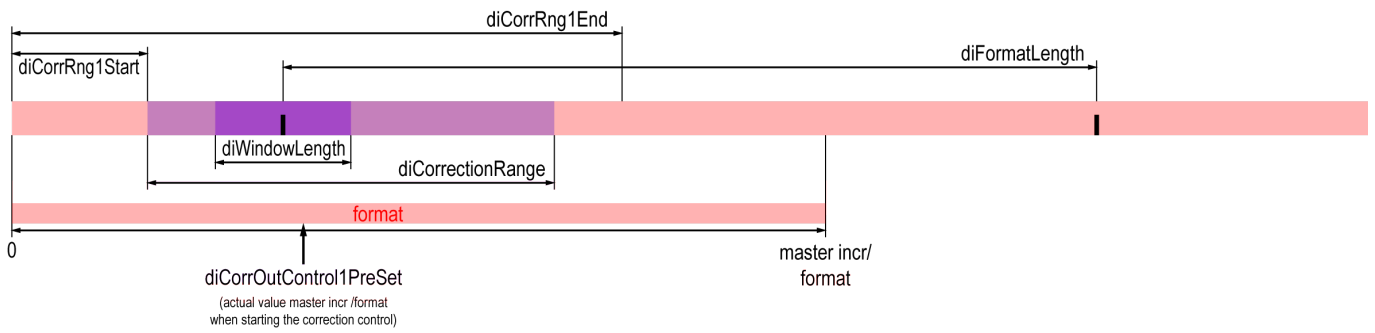 diCorrRng1End
diFormatLength
diCorrRng1Start
diWindowLength
diCorrectionRange
format
0
master incr/
format
diCorrOutControl1PreSet
(actual value master incr /format
when starting the correction control)